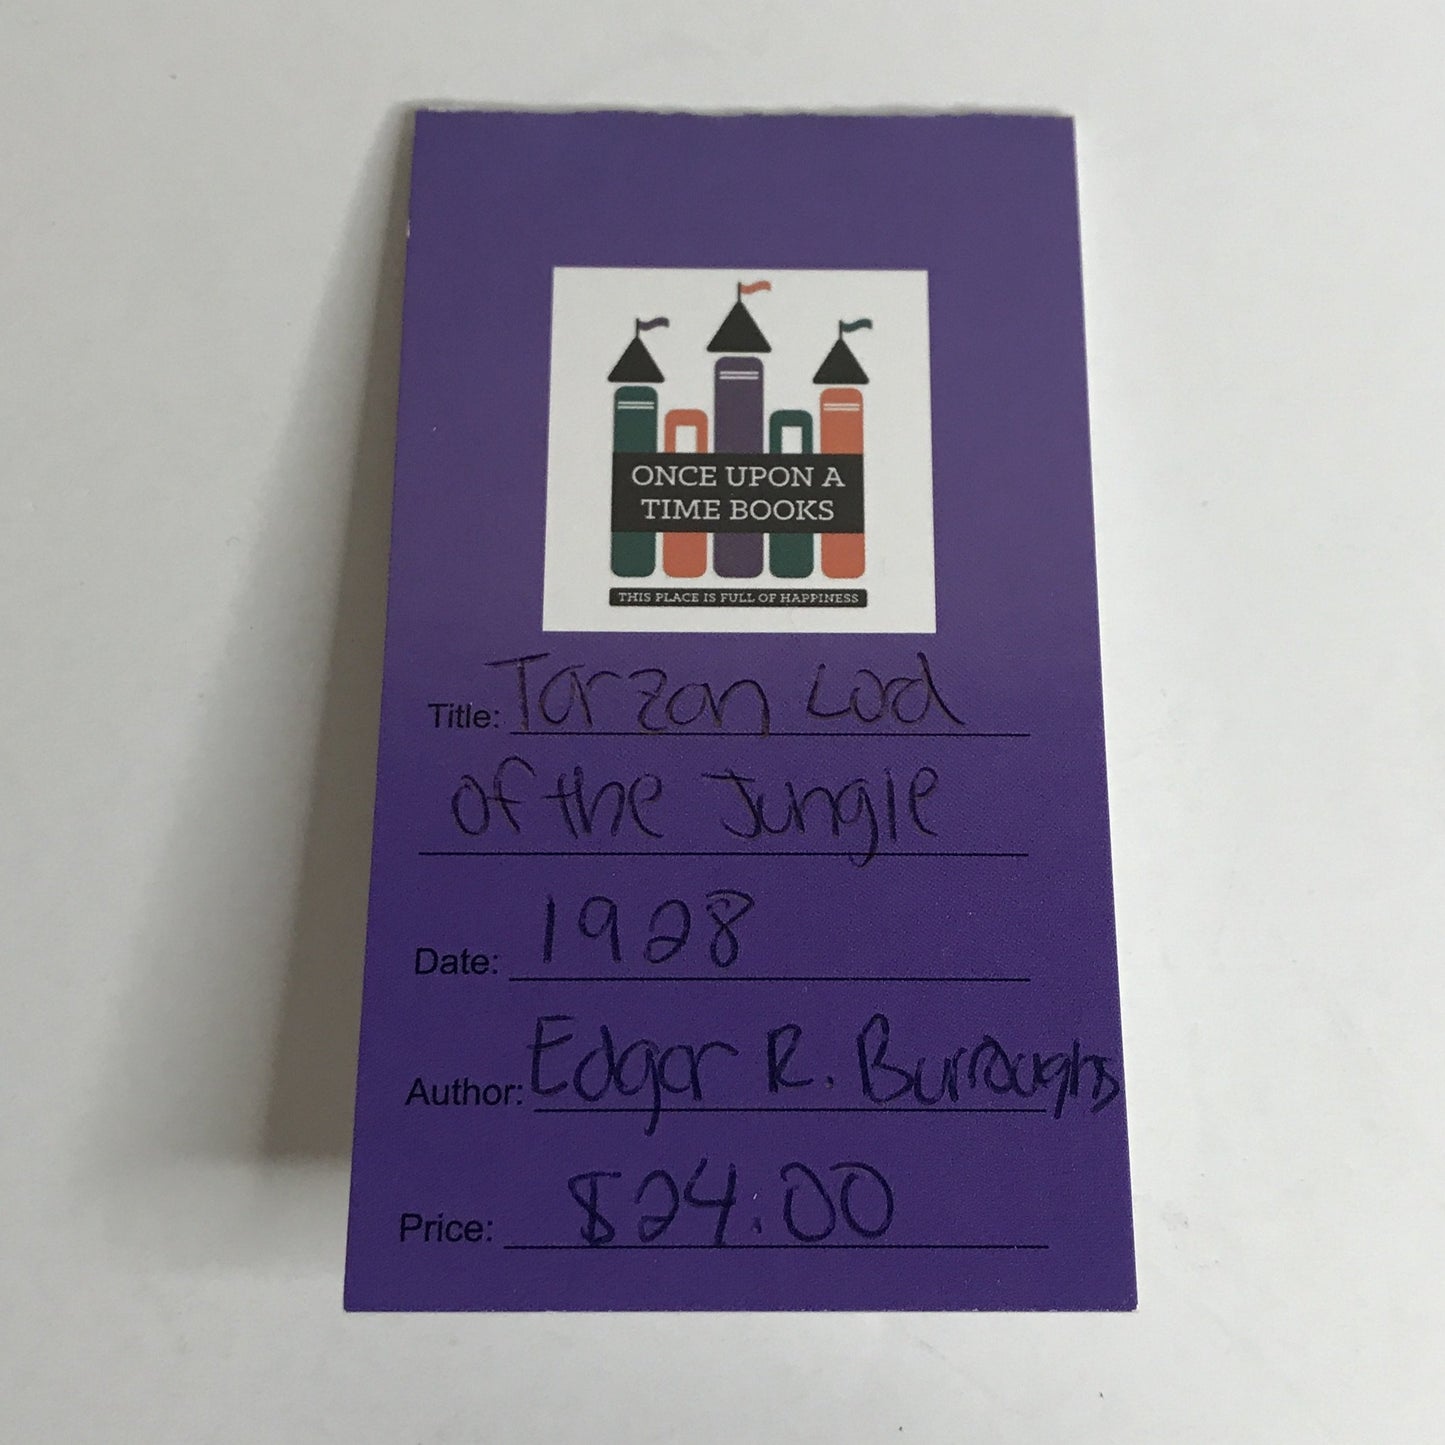 ONCE UPON A
TIME BOOKS
THIS PLACE IS FULL OF HAPPINESS
Title: Tarzan Lord
of the Jungle
Date: 1928
Author: Edgar R. Burroughs
Price: $24.00